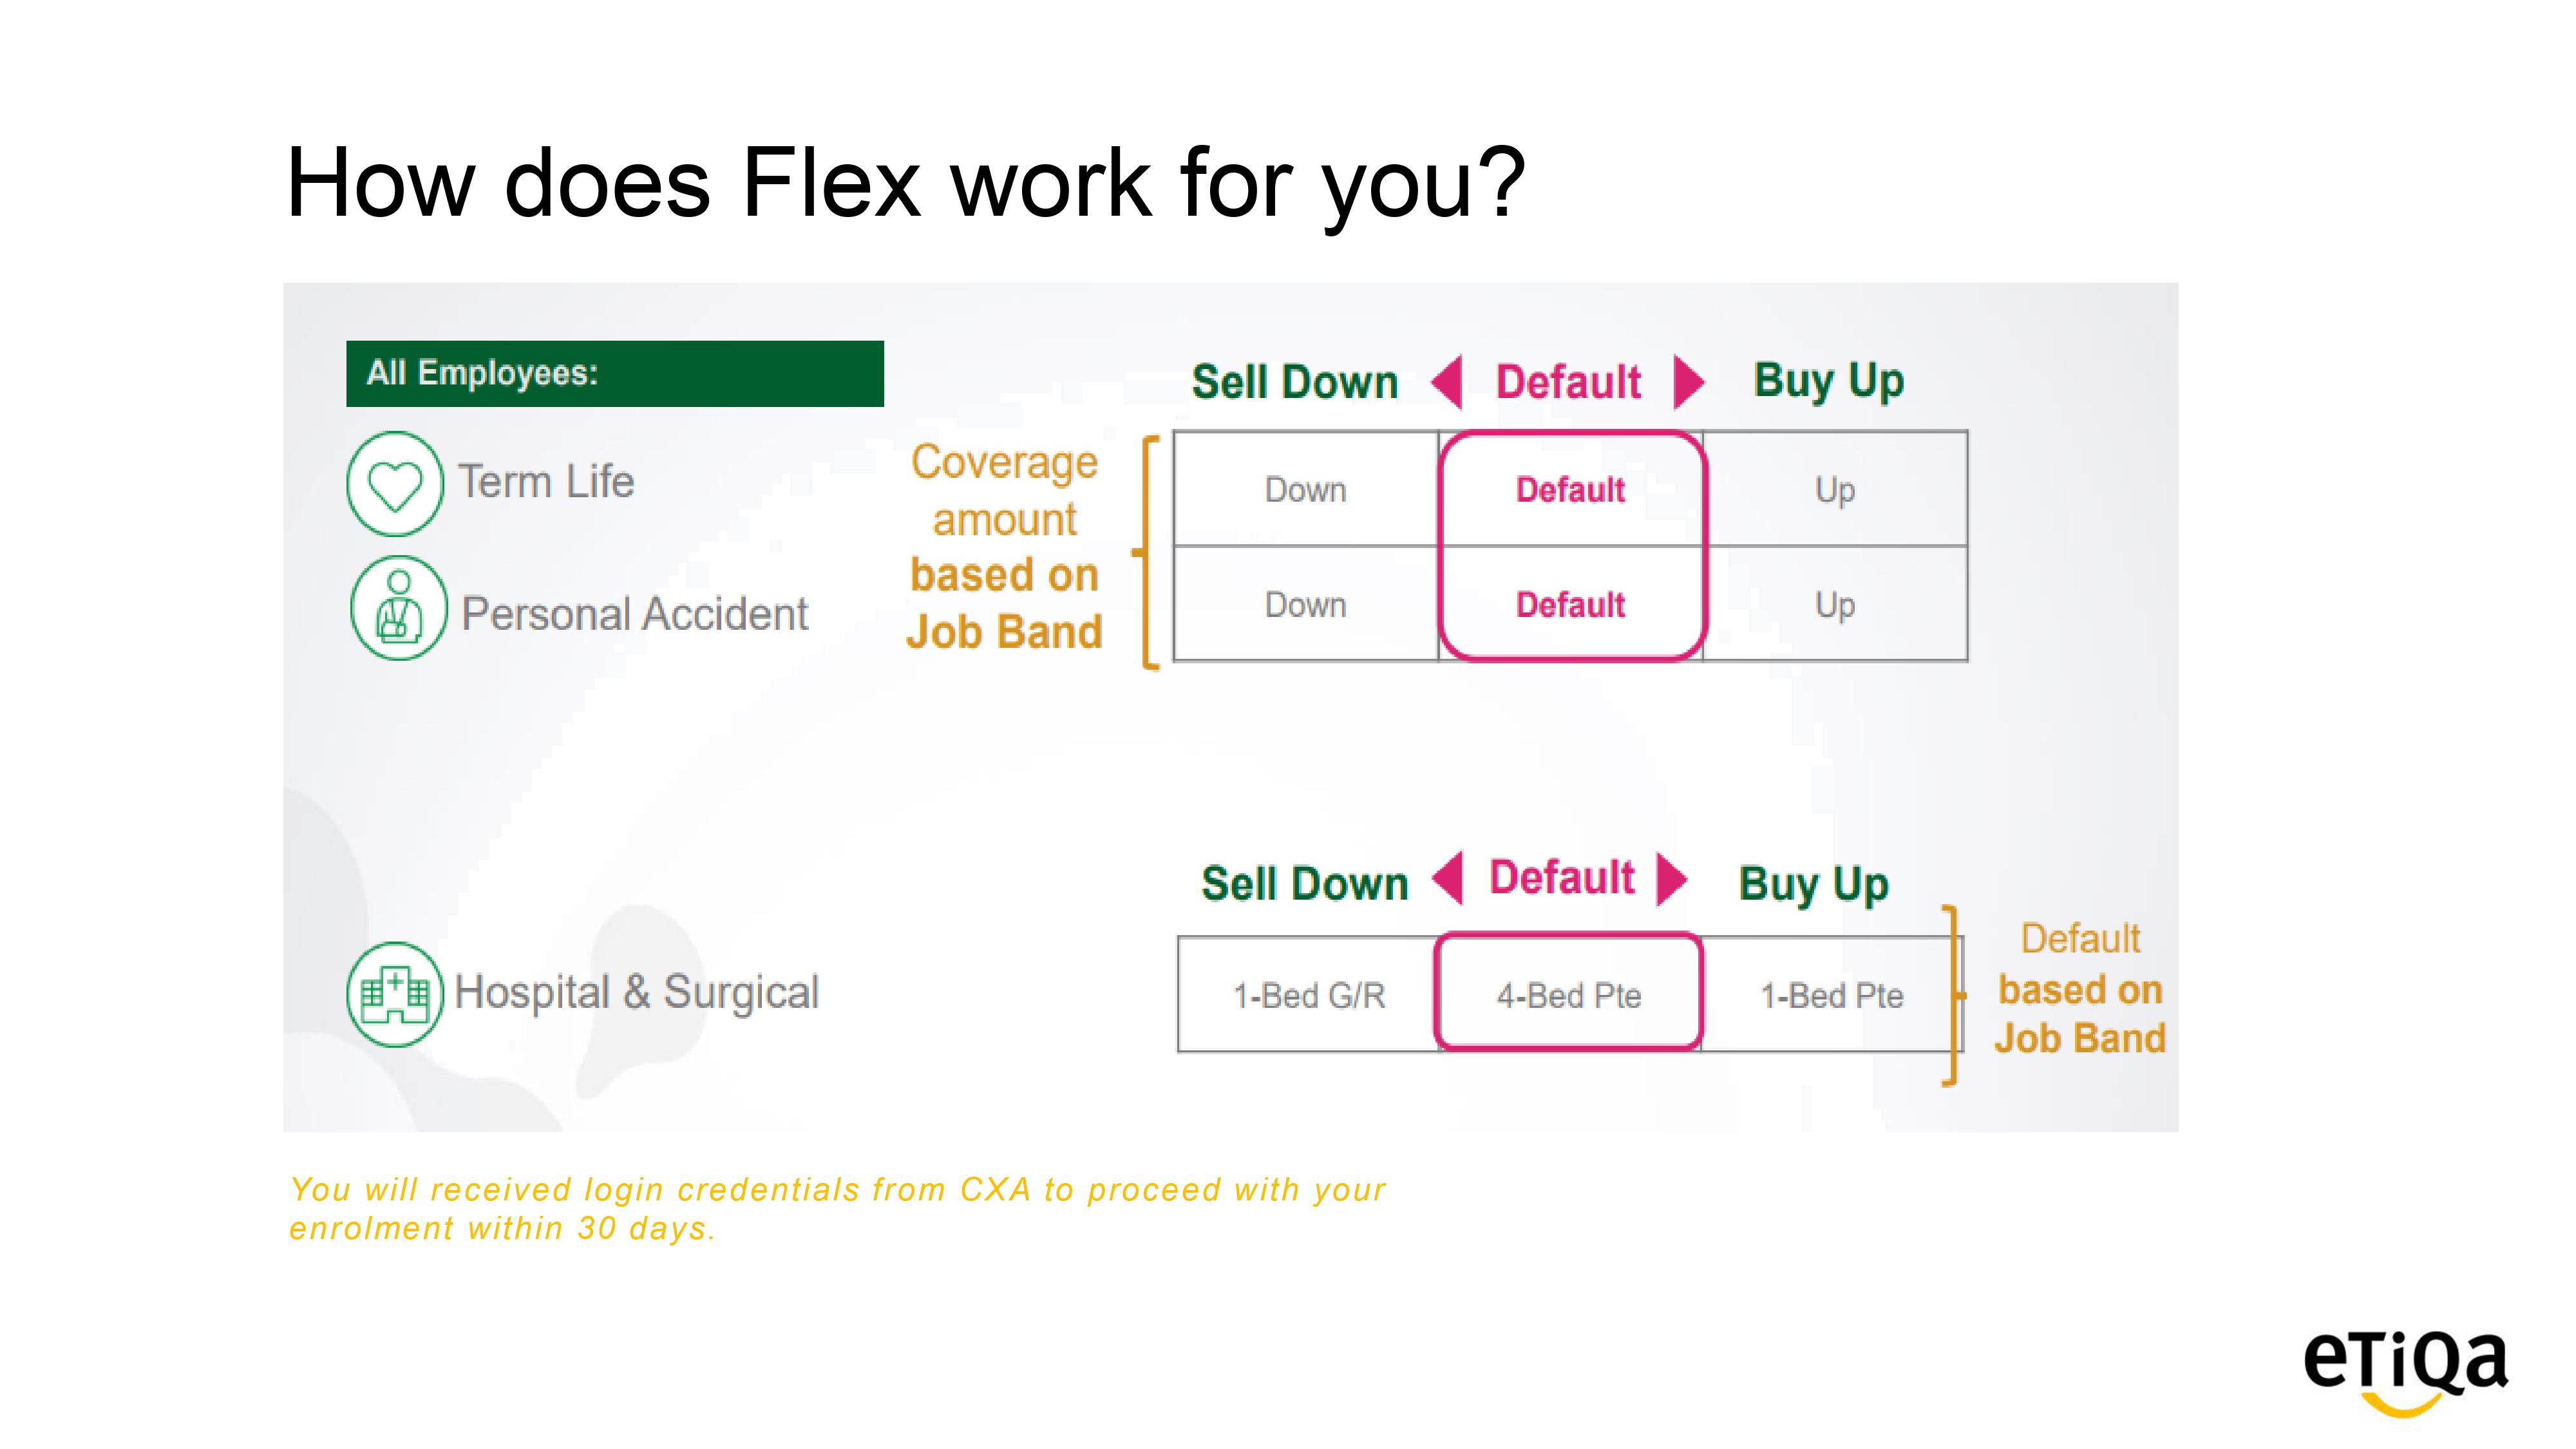 How does Flex work for you?
All Employees:
Sell Down Default Buy Up
Term Life
Personal Accident
Coverage
amount
based on
Job Band
Down Default Up
Down Default Up
Sell Down Default Buy Up
Hospital & Surgical
1-Bed G/R 4-Bed Pte 1-Bed Pte
Default
based on
Job Band
You will received login credentials from CXA to proceed with your
enrolment within 30 days.
eTiQa